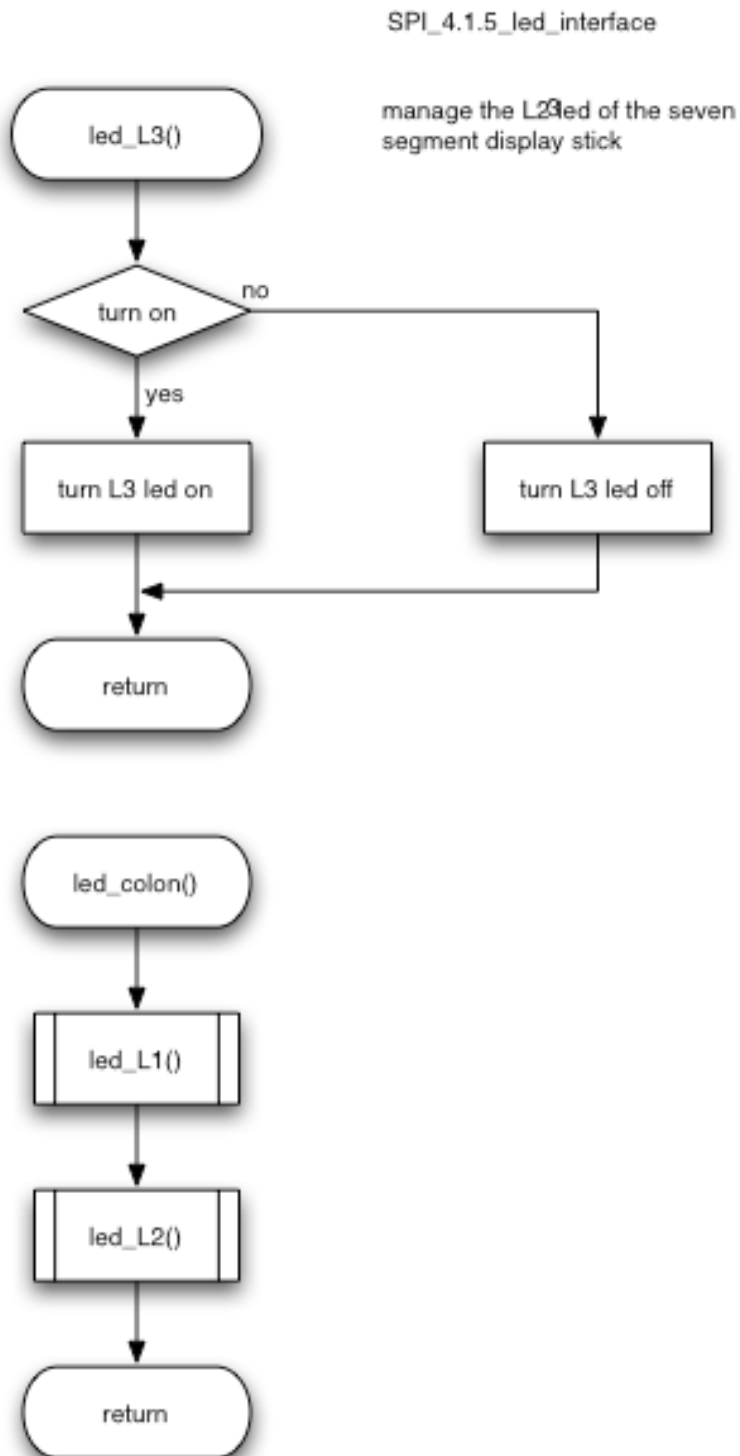 SPI_4.1.5_led_interface
manage the L23led of the seven
segment display stick
led_L3()
turn on
no
yes
turn L3 led on
turn L3 led off
return
led_colon()
led_L1()
led_L2()
return